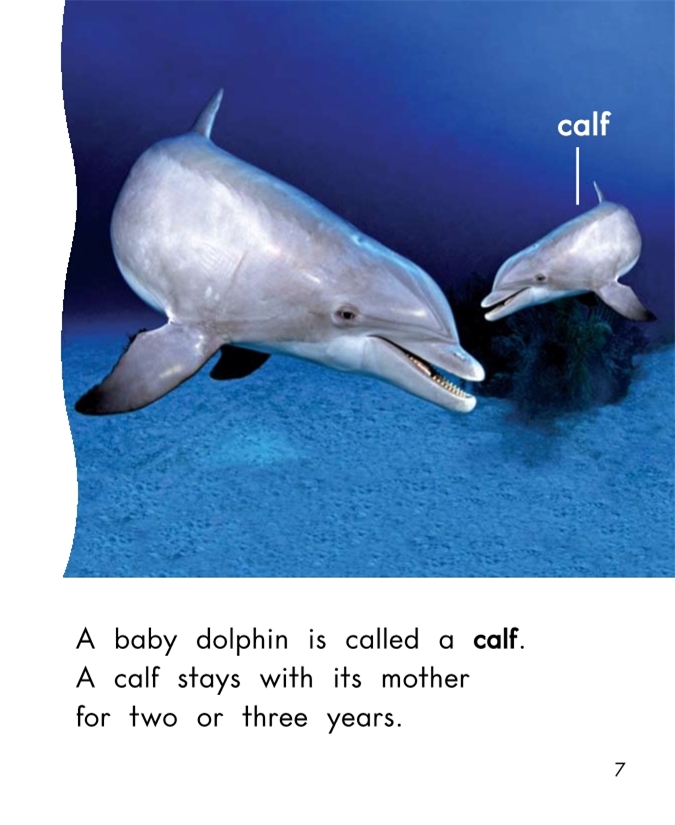 calf
A baby dolphin is called a calf.
A calf stays with its mother
for two or three years.
7